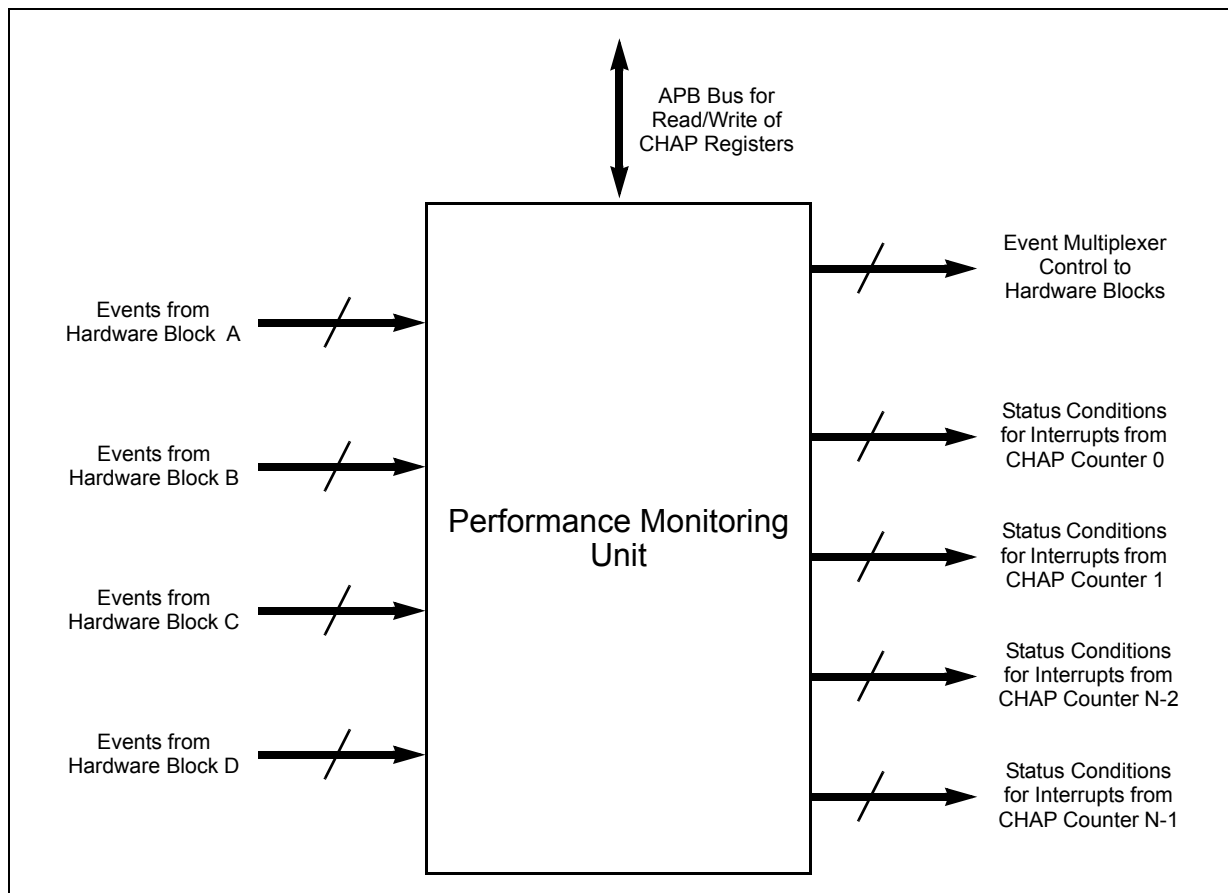 APB Bus for
Read/Write of
CHAP Registers
Events from
Hardware Block A
Events from
Hardware Block B
Events from
Hardware Block C
Events from
Hardware Block D
Performance Monitoring
Unit
Event Multiplexer
Control to
Hardware Blocks
Status Conditions
for Interrupts from
CHAP Counter 0
Status Conditions
for Interrupts from
CHAP Counter 1
Status Conditions
for Interrupts from
CHAP Counter N-2
Status Conditions
for Interrupts from
CHAP Counter N-1